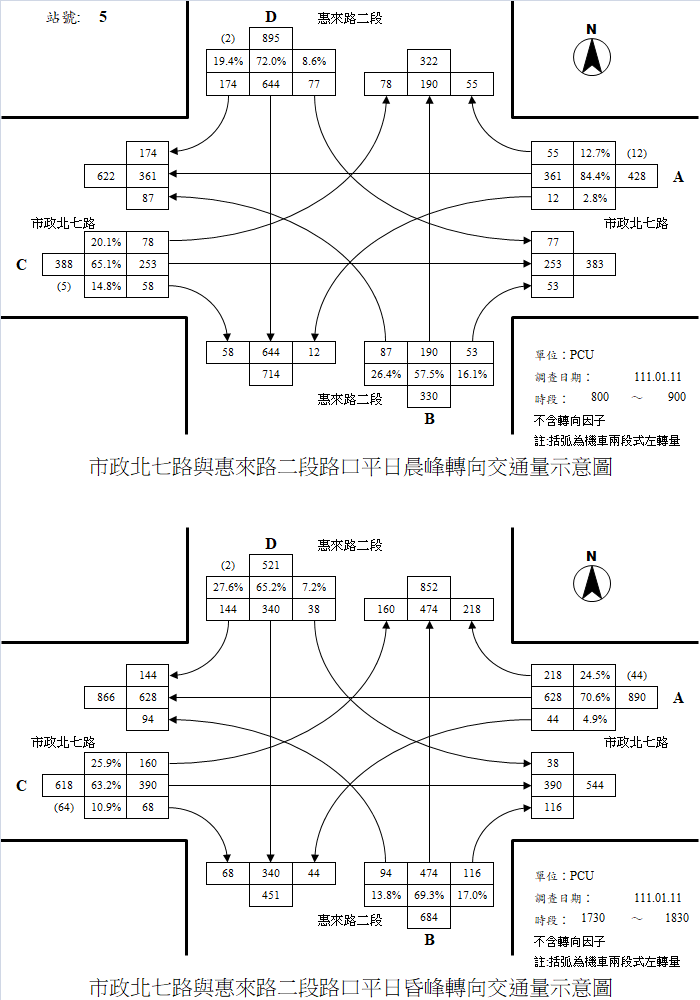 站號: 5
D 惠來路二段
(2) 895
19.4% 72.0% 8.6%
174 644 77
322
78 190 55
N
174
622 361
87
55 12.7% (12)
361 84.4% 428
12 2.8%
A
市政北七路
市政北七路
20.1% 78
C 388 65.1% 253
(5) 14.8% 58
77
253 383
53
58 644 12
714
87 190 53
26.4% 57.5% 16.1%
330
惠來路二段
B
單位：PCU
調查日期： 111.01.11
時段： 800 ～ 900
不含轉向因子
註:括弧為機車兩段式左轉量
市政北七路與惠來路二段路口平日晨峰轉向交通量示意圖
D 惠來路二段
(2) 521
27.6% 65.2% 7.2%
144 340 38
852
160 474 218
N
144
866 628
94
218 24.5% (44)
628 70.6% 890
44 4.9%
A
市政北七路
市政北七路
25.9% 160
C 618 63.2% 390
(64) 10.9% 68
38
390 544
116
68 340 44
451
94 474 116
13.8% 69.3% 17.0%
684
惠來路二段
B
單位：PCU
調查日期： 111.01.11
時段： 1730 ～ 1830
不含轉向因子
註:括弧為機車兩段式左轉量
市政北七路與惠來路二段路口平日昏峰轉向交通量示意圖